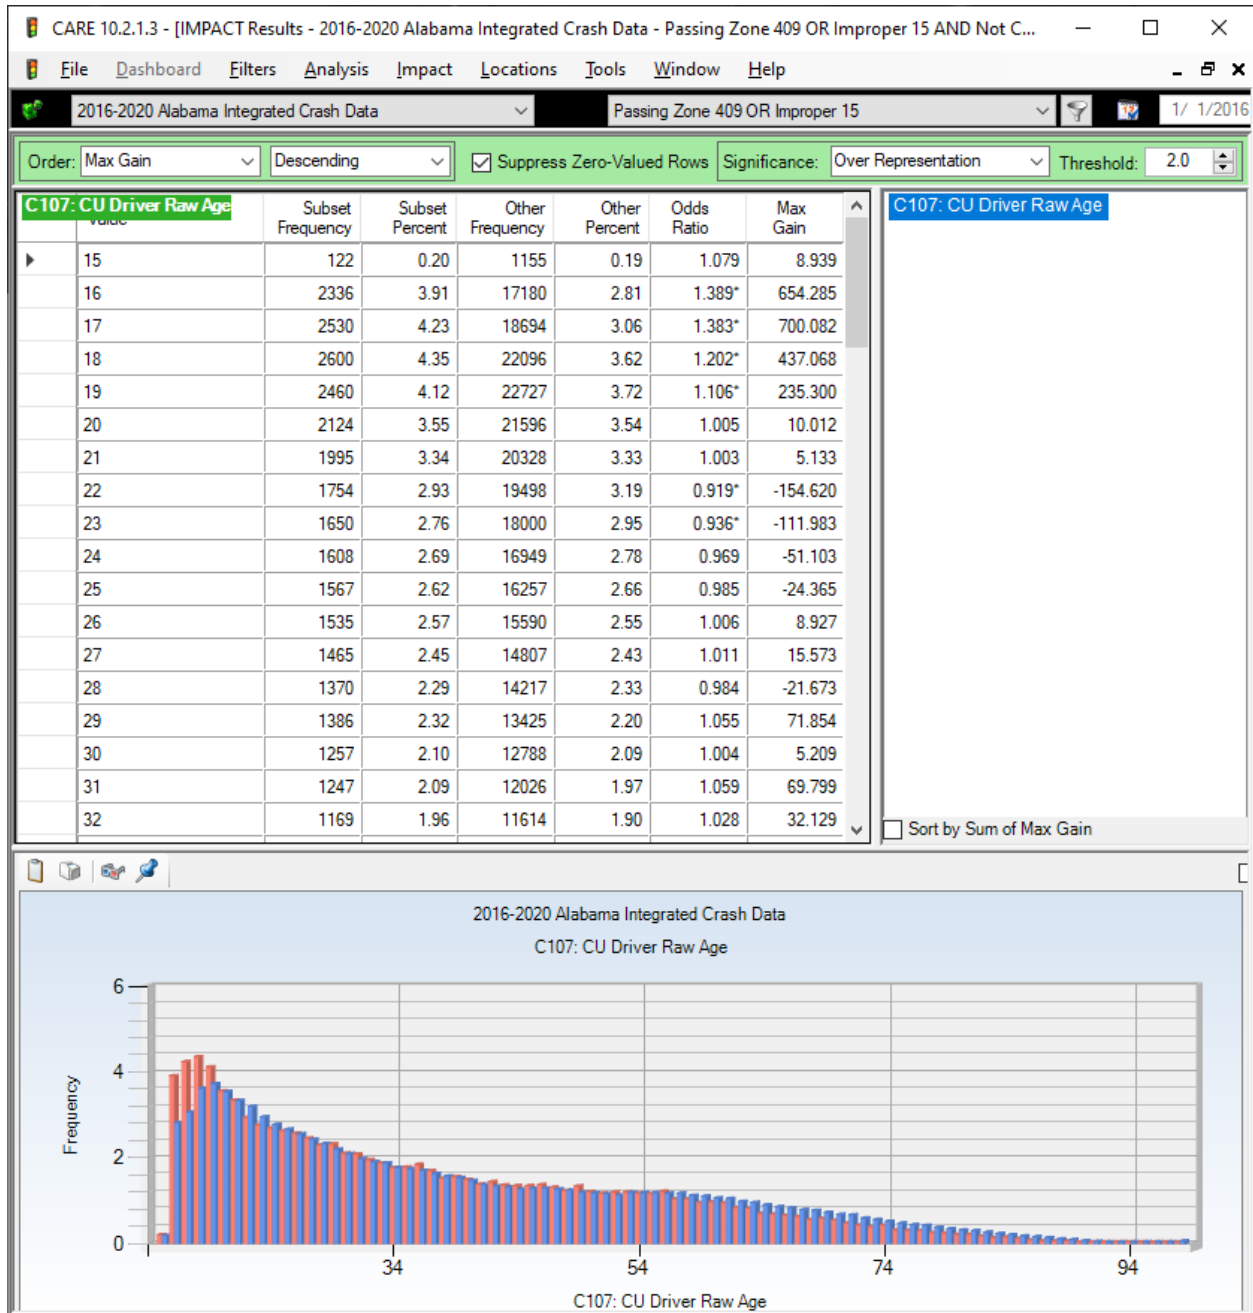 CARE 10.2.1.3 - [IMPACT Results - 2016-2020 Alabama Integrated Crash Data - Passing Zone 409 OR Improper 15 AND Not C...
File Dashboard Filters Analysis Impact Locations Tools Window Help
2016-2020 Alabama Integrated Crash Data Passing Zone 409 OR Improper 15 1/ 1/2016
Order: Max Gain Descending Suppress Zero-Valued Rows Significance: Over Representation Threshold: 2.0
C107: CU Driver Raw Age Subset Frequency Subset Percent Other Frequency Other Percent Odds Ratio Max Gain
C107: CU Driver Raw Age
15 122 0.20 1155 0.19 1.079 8.939
16 2336 3.91 17180 2.81 1.389* 654.285
17 2530 4.23 18694 3.06 1.383* 700.082
18 2600 4.35 22096 3.62 1.202* 437.068
19 2460 4.12 22727 3.72 1.106* 235.300
20 2124 3.55 21596 3.54 1.005 10.012
21 1995 3.34 20328 3.33 1.003 5.133
22 1754 2.93 19498 3.19 0.919* -154.620
23 1650 2.76 18000 2.95 0.936* -111.983
24 1608 2.69 16949 2.78 0.969 -51.103
25 1567 2.62 16257 2.66 0.985 -24.365
26 1535 2.57 15590 2.55 1.006 8.927
27 1465 2.45 14807 2.43 1.011 15.573
28 1370 2.29 14217 2.33 0.984 -21.673
29 1386 2.32 13425 2.20 1.055 71.854
30 1257 2.10 12788 2.09 1.004 5.209
31 1247 2.09 12026 1.97 1.059 69.799
32 1169 1.96 11614 1.90 1.028 32.129
Sort by Sum of Max Gain
2016-2020 Alabama Integrated Crash Data
C107: CU Driver Raw Age
6
4
2
0
Frequency
34 54 74 94
C107: CU Driver Raw Age